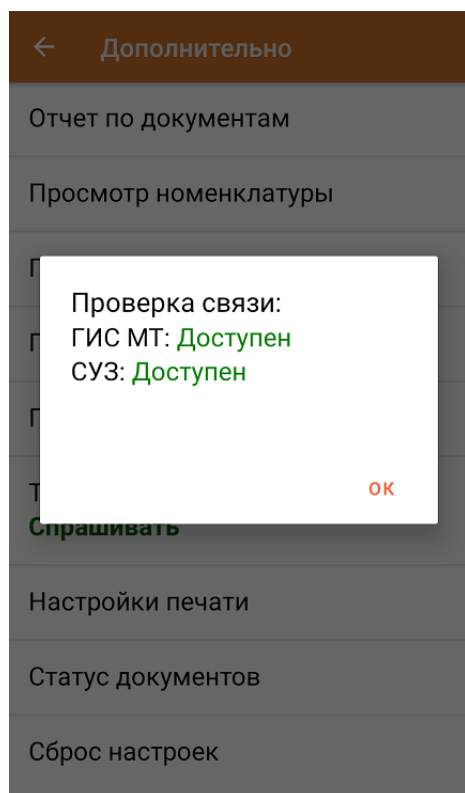 Дополнительно
Отчет по документам
Просмотр номенклатуры
Проверка связи:
ГИС МТ: Доступен
СУЗ: Доступен
ОК
Спрашивать
Настройки печати
Статус документов
Сброс настроек